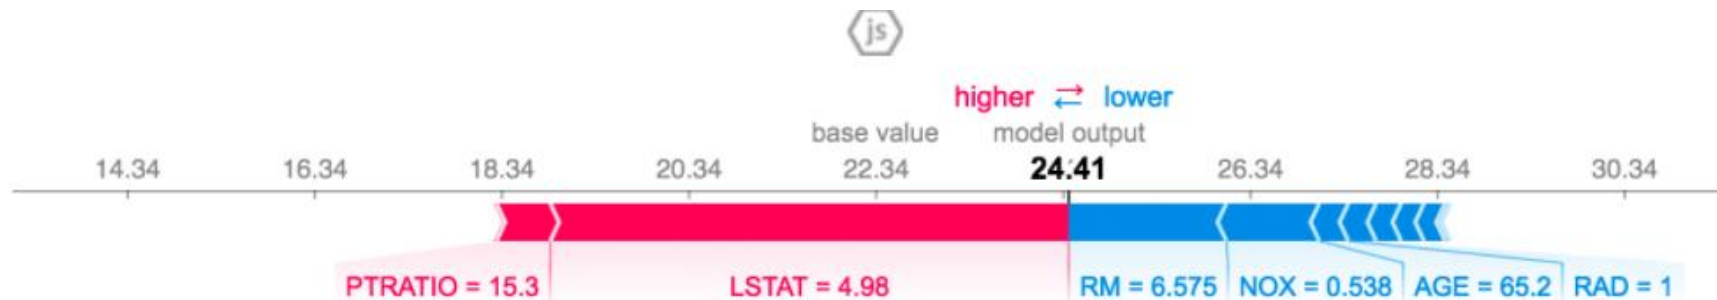 js
higher lower
base value model output
14.34 16.34 18.34 20.34 22.34 24.41 26.34 28.34 30.34
PTRATIO = 15.3 LSTAT = 4.98 RM = 6.575 NOX = 0.538 AGE = 65.2 RAD = 1